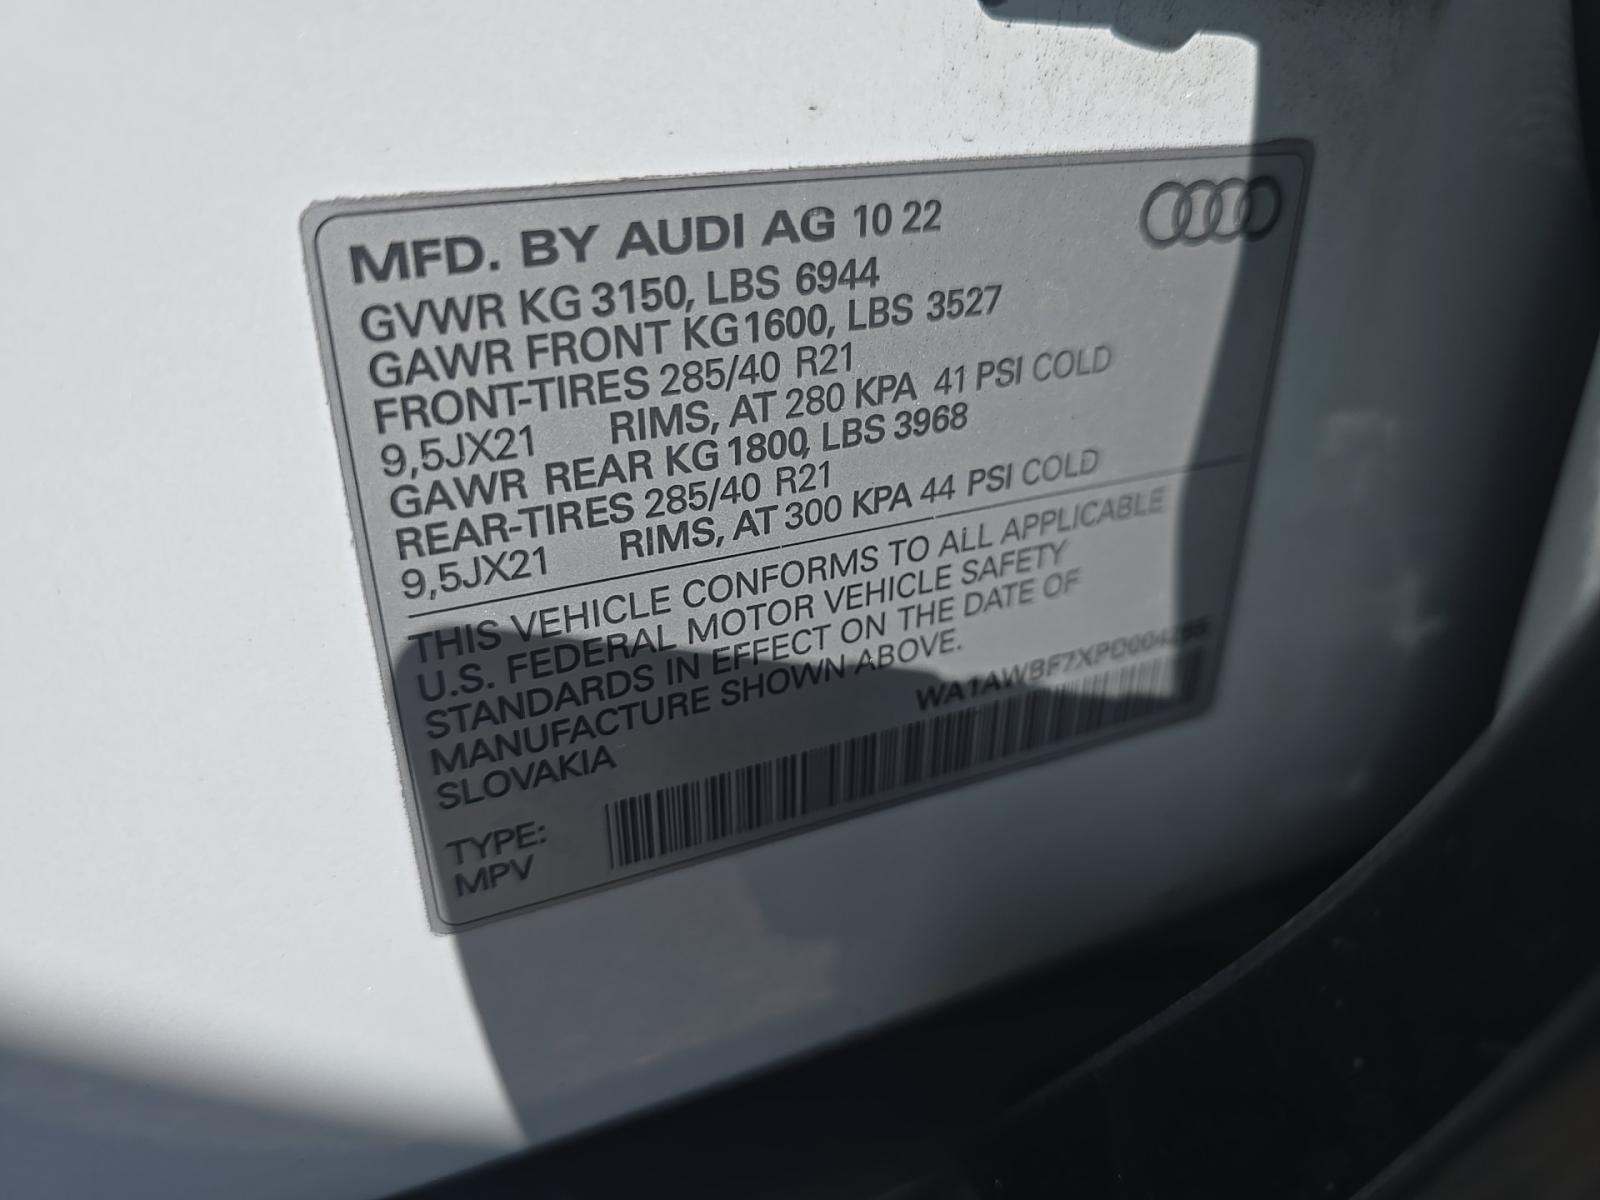 MFD. BY AUDI AG 10 22
GVWR KG 3150, LBS 6944
GAWR FRONT KG 1600, LBS 3527
FRONT-TIRES 285/40 R21
9,5JX21 RIMS, AT 280 KPA 41 PSI COLD
GAWR REAR KG 1800, LBS 3968
REAR-TIRES 285/40 R21
9,5JX21 RIMS, AT 300 KPA 44 PSI COLD
THIS VEHICLE CONFORMS TO ALL APPLICABLE
U.S. FEDERAL MOTOR VEHICLE SAFETY
STANDARDS IN EFFECT ON THE DATE OF
MANUFACTURE SHOWN ABOVE.
SLOVAKIA
TYPE:
MPV